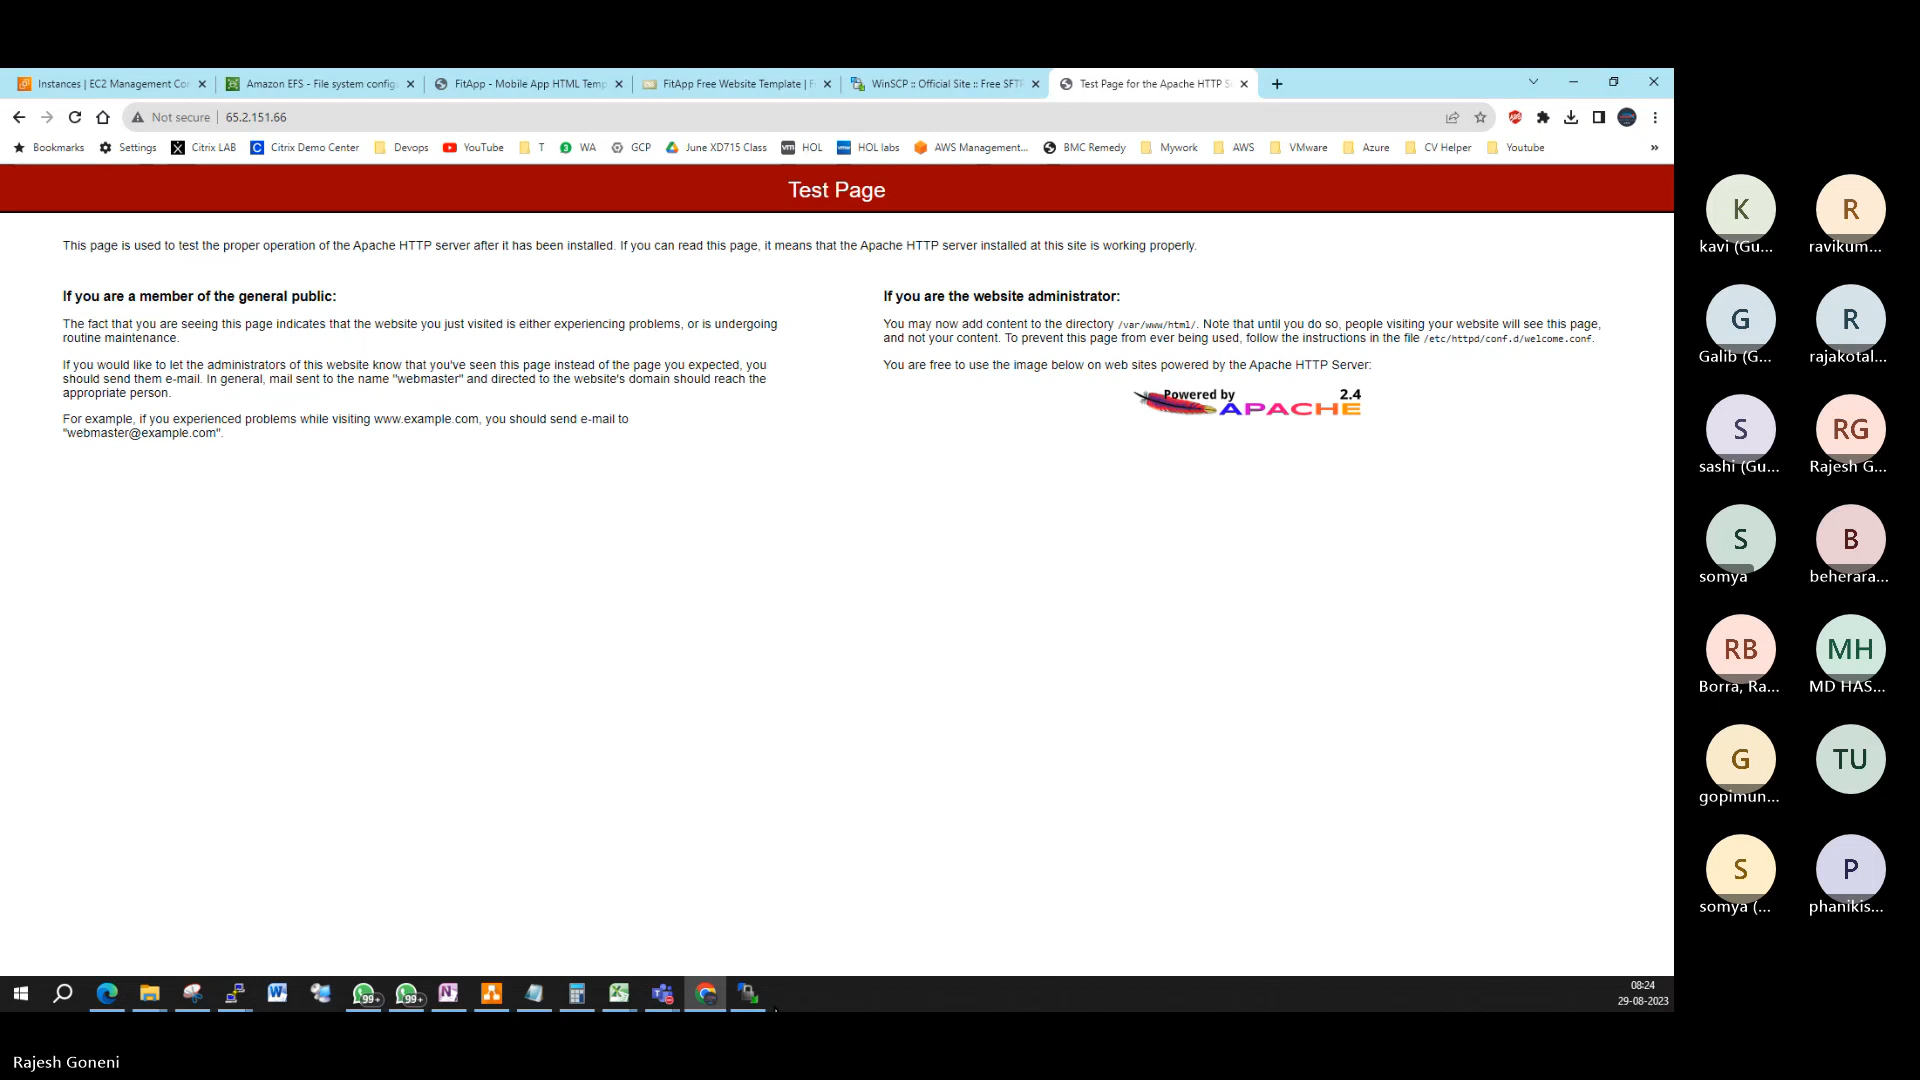 Instances | EC2 Management Con
Amazon EFS - File system config
FitApp - Mobile App HTML Temp
FitApp Free Website Template | F
WinSCP :: Official Site :: Free SFTP
Test Page for the Apache HTTP S
Not secure
65.2.151.66
Bookmarks
Settings
Citrix LAB
Citrix Demo Center
Devops
YouTube
T
WA
GCP
June XD715 Class
HOL
HOL labs
AWS Management...
BMC Remedy
Mywork
AWS
VMware
Azure
CV Helper
Youtube
»
Test Page
This page is used to test the proper operation of the Apache HTTP server after it has been installed. If you can read this page, it means that the Apache HTTP server installed at this site is working properly.
If you are a member of the general public:
The fact that you are seeing this page indicates that the website you just visited is either experiencing problems, or is undergoing
routine maintenance.
If you would like to let the administrators of this website know that you've seen this page instead of the page you expected, you
should send them e-mail. In general, mail sent to the name "webmaster" and directed to the website's domain should reach the
appropriate person.
For example, if you experienced problems while visiting www.example.com, you should send e-mail to
"webmaster@example.com".
If you are the website administrator:
You may now add content to the directory /var/www/html/. Note that until you do so, people visiting your website will see this page,
and not your content. To prevent this page from ever being used, follow the instructions in the file /etc/httpd/conf.d/welcome.conf.
You are free to use the image below on web sites powered by the Apache HTTP Server:
Powered by 2.4
APACHE
K
kavi (Gu...
R
ravikum...
G
Galib (G...
R
rajakotal...
S
sashi (Gu...
RG
Rajesh G...
S
somya
B
beherara...
RB
Borra, Ra...
MH
MD HAS...
G
gopimun...
TU
S
somya (...
P
phanikis...
99+
99+
08:24
29-08-2023
Rajesh Goneni